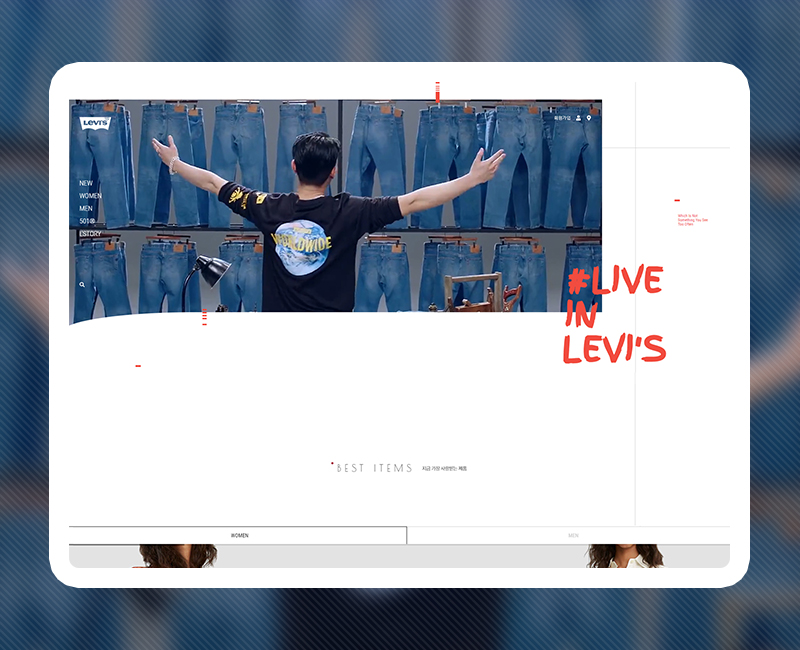 Levi's
회원가입
NEW
WOMEN
MEN
501®
ESTORY
WORLDWIDE
Which Is Not
Something You See
Too Often
#LIVE
IN
LEVI'S
BEST ITEMS 지금 가장 사랑받는 제품
WOMEN
MEN